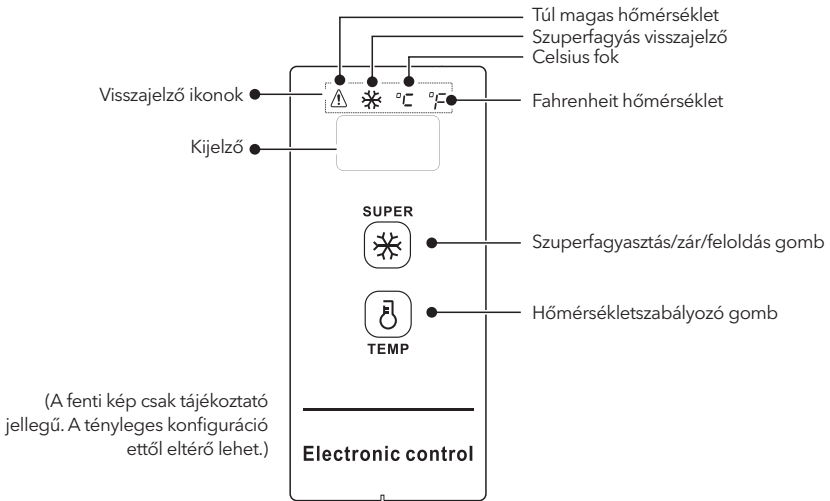 Túl magas hőmérséklet
Szuperfagyás visszajelző
Celsius fok
Visszajelző ikonok
°C °F
Fahrenheit hőmérséklet
Kijelző
SUPER
Szuperfagyasztás/zár/feloldás gomb
Hőmérsékletszabályozó gomb
TEMP
(A fenti kép csak tájékoztató
jellegű. A tényleges konfiguráció
ettől eltérő lehet.)
Electronic control